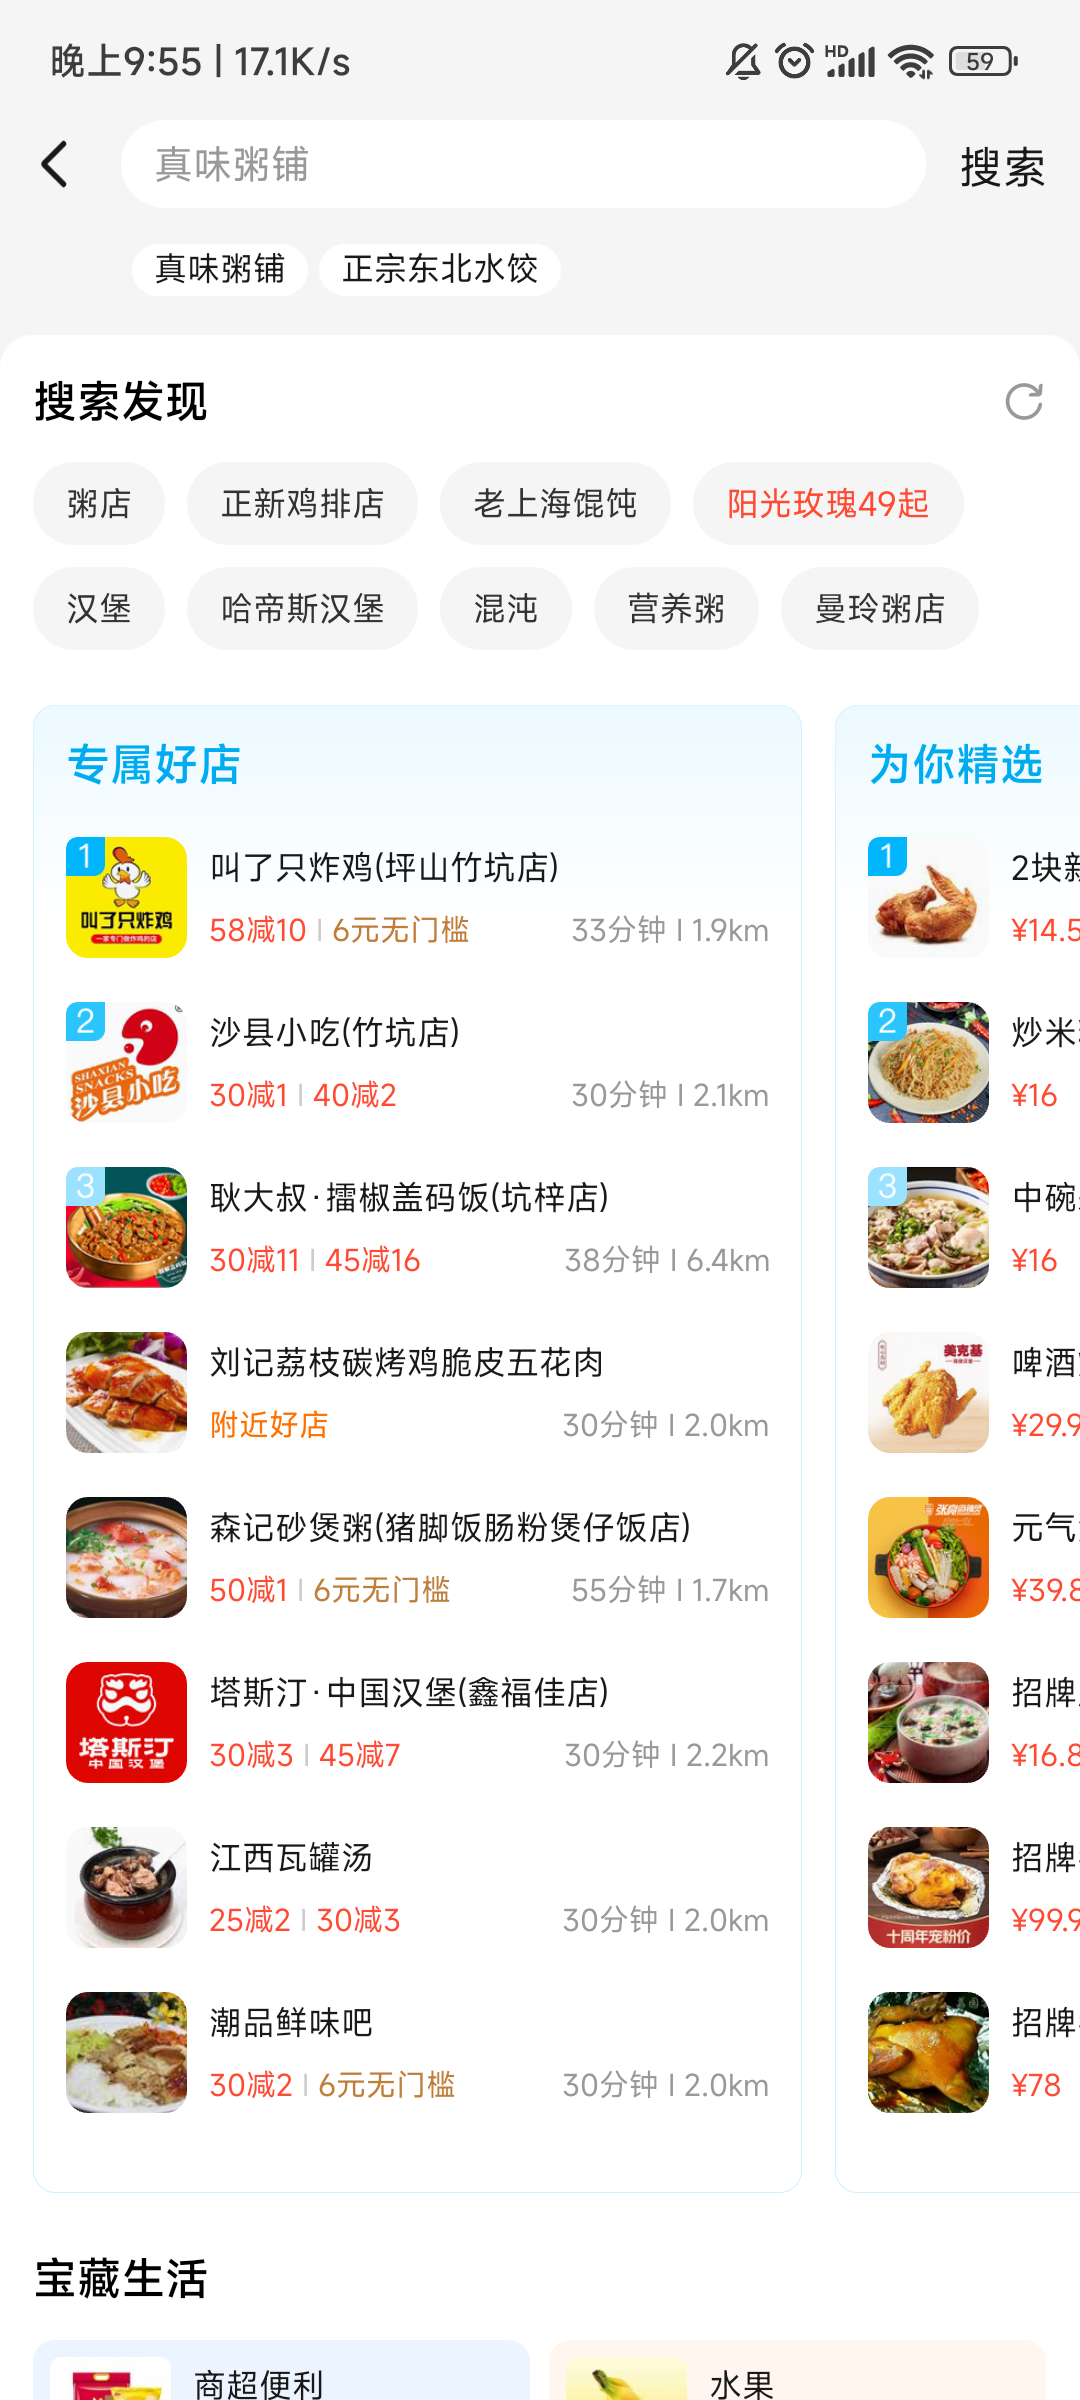 晚上9:55 | 17.1K/s
HD
59
真味粥铺
搜索
真味粥铺
正宗东北水饺
搜索发现
粥店
正新鸡排店
老上海馄饨
阳光玫瑰49起
汉堡
哈帝斯汉堡
混沌
营养粥
曼玲粥店
专属好店
1
叫了只炸鸡
一家专门做炸鸡的店
叫了只炸鸡(坪山竹坑店)
58减10 | 6元无门槛
33分钟 | 1.9km
2
SHAXIAN
SNACKS
沙县小吃
沙县小吃(竹坑店)
30减1 | 40减2
30分钟 | 2.1km
3
耿大叔·擂椒盖码饭(坑梓店)
30减11 | 45减16
38分钟 | 6.4km
刘记荔枝碳烤鸡脆皮五花肉
附近好店
30分钟 | 2.0km
森记砂煲粥(猪脚饭肠粉煲仔饭店)
50减1 | 6元无门槛
55分钟 | 1.7km
塔斯汀
中国汉堡
塔斯汀·中国汉堡(鑫福佳店)
30减3 | 45减7
30分钟 | 2.2km
江西瓦罐汤
25减2 | 30减3
30分钟 | 2.0km
潮品鲜味吧
30减2 | 6元无门槛
30分钟 | 2.0km
为你精选
1
2块
¥14.5
2
炒米
¥16
3
中碗
¥16
美克基
啤酒
¥29.9
元气
¥39.8
招牌
¥16.8
十周年宠粉价
招牌
¥99.9
招牌
¥78
宝藏生活
商超便利
水果